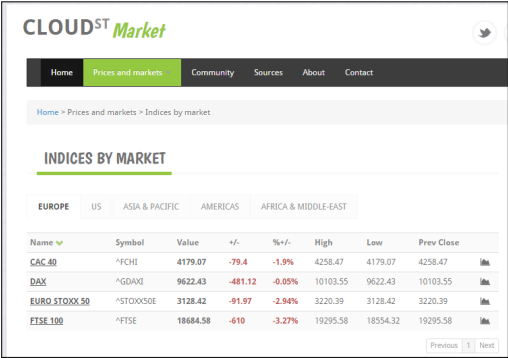 CLOUD ST Market
Home Prices and markets Community Sources About Contact
Home > Prices and markets > Indices by market
INDICES BY MARKET
EUROPE US ASIA & PACIFIC AMERICAS AFRICA & MIDDLE-EAST
Name Symbol Value +/- %+/- High Low Prev Close
CAC 40 ^FCHI 4179.07 -79.4 -1.9% 4258.47 4179.07 4258.47
DAX ^GDAXI 9622.43 -481.12 -0.05% 10103.55 9622.43 10103.55
EURO STOXX 50 ^STOXX50E 3128.42 -91.97 -2.94% 3220.39 3128.42 3220.39
FTSE 100 ^FTSE 18684.58 -610 -3.27% 19295.58 18554.32 19295.58
Previous 1 Next